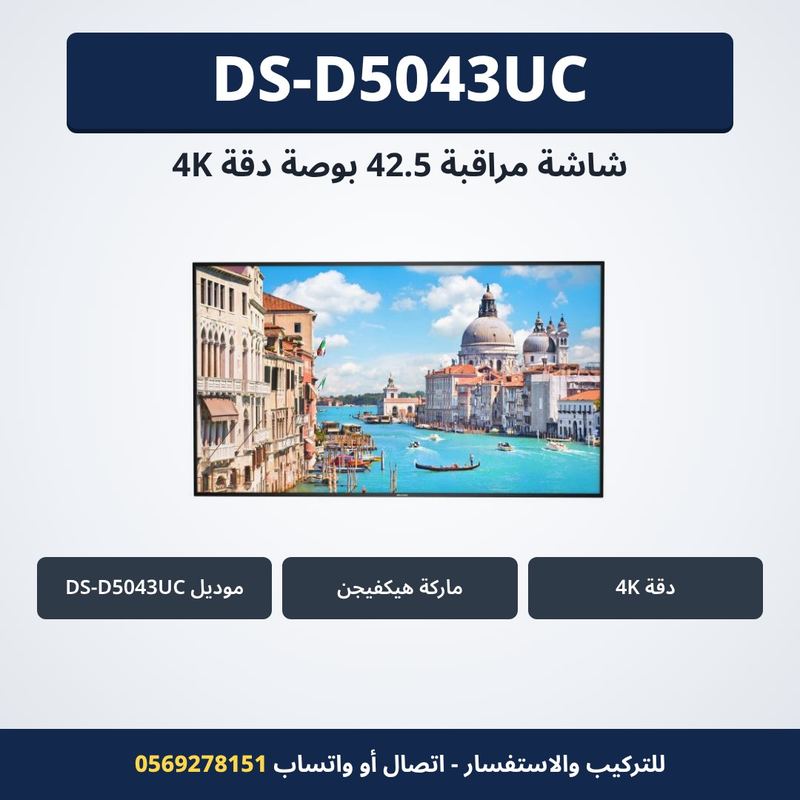 DS-D5043UC
شاشة مراقبة 42.5 بوصة دقة 4K
دقة 4K
ماركة هيكفيجن
موديل DS-D5043UC
للتركيب والاستفسار - اتصال أو واتساب 0569278151